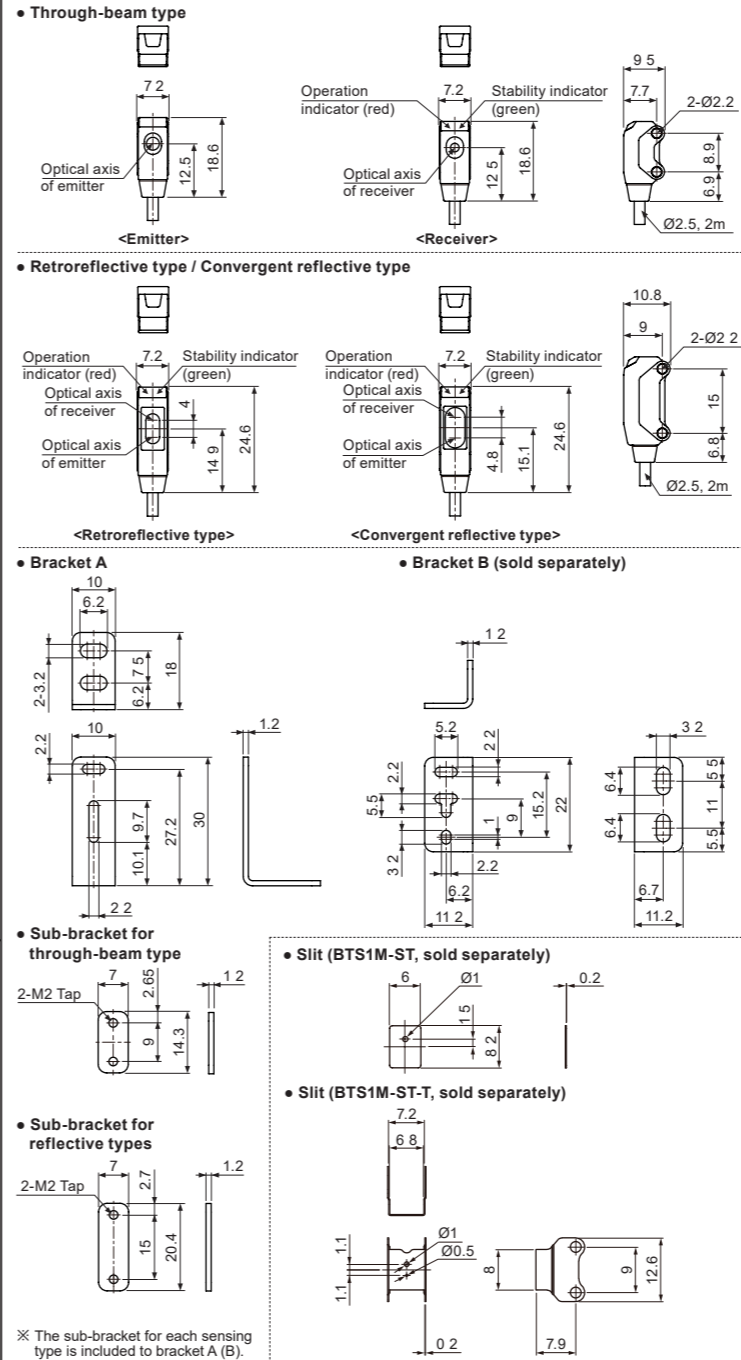 • Through-beam type
7 2
Optical axis
of emitter
12.5
18.6
<Emitter>
Operation
indicator (red)
7.2
Stability indicator
(green)
Optical axis
of receiver
12 5
18.6
<Receiver>
9 5
7.7
2-Ø2.2
8.9
6.9
Ø2.5, 2m
• Retroreflective type / Convergent reflective type
Operation
indicator (red)
7.2
Stability indicator
(green)
Optical axis
of receiver
Optical axis
of emitter
4
14 9
24.6
<Retroreflective type>
Operation
indicator (red)
7.2
Stability indicator
(green)
Optical axis
of receiver
Optical axis
of emitter
4.8
15.1
24.6
<Convergent reflective type>
10.8
9
2-Ø2 2
15
6.8
Ø2.5, 2m
• Bracket A
10
6.2
2-3.2
7 5
6.2
18
10
2.2
9.7
10.1
27.2
30
2 2
1.2
• Bracket B (sold separately)
1 2
5.2
2 2
2.2
5.5
3 2
1
9
15.2
22
2.2
6.2
11 2
3 2
6.4
6.4
5 5
11
5.5
6.7
11.2
• Sub-bracket for
through-beam type
7
2.65
2-M2 Tap
9
14.3
1 2
• Sub-bracket for
reflective types
7
2.7
2-M2 Tap
15
20.4
1.2
※ The sub-bracket for each sensing
type is included to bracket A (B).
• Slit (BTS1M-ST, sold separately)
6
Ø1
1 5
8 2
0.2
• Slit (BTS1M-ST-T, sold separately)
7.2
6 8
1.1
1.1
Ø1
Ø0.5
0 2
8
9
12.6
7.9